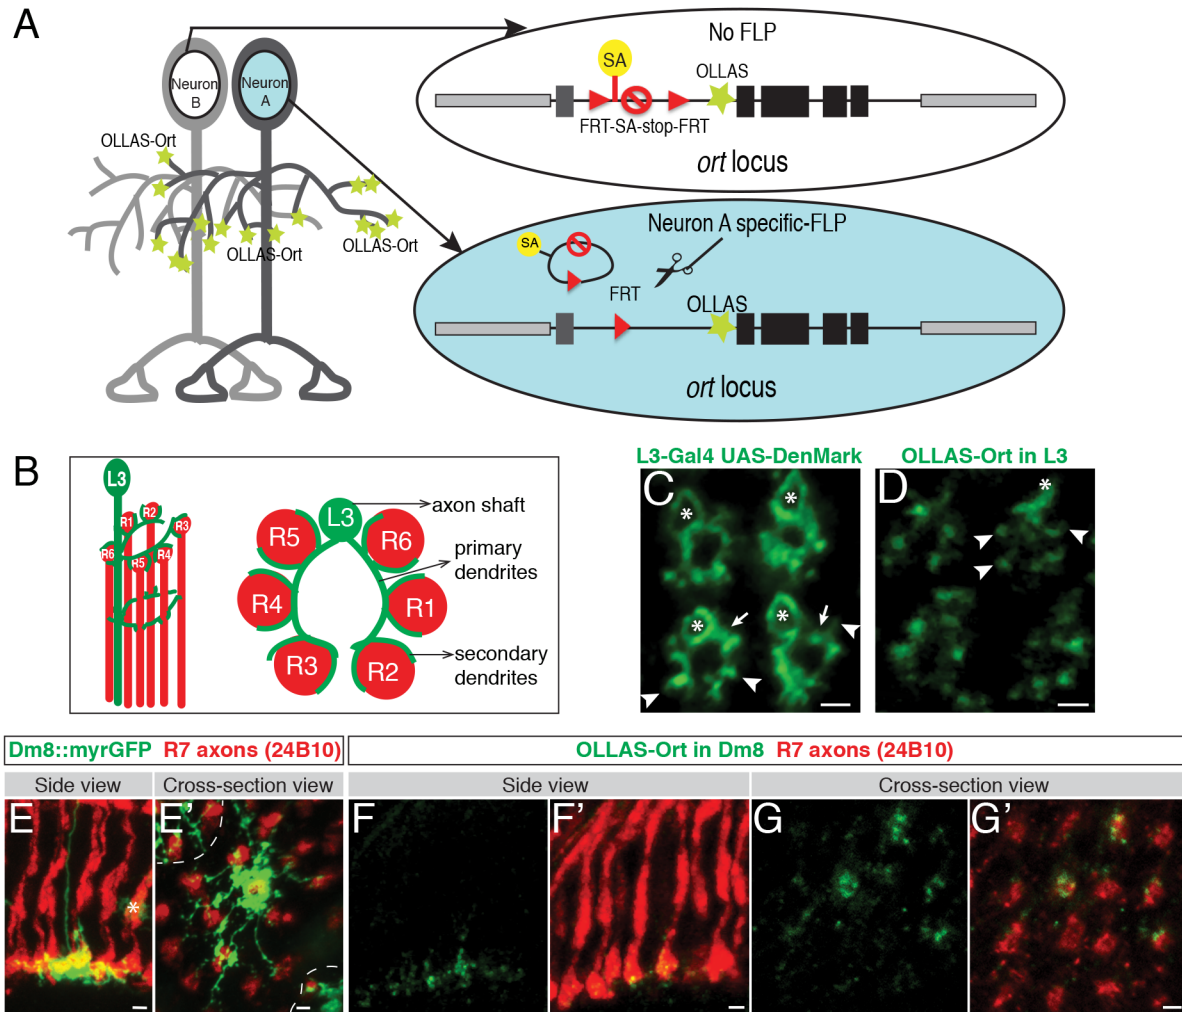 A
Neuron
B
Neuron
A
OLLAS-Ort
OLLAS-Ort
OLLAS-Ort
No FLP
SA
OLLAS
FRT-SA-stop-FRT
ort locus
Neuron A specific-FLP
SA
FRT
OLLAS
ort locus
B
L3
R1
R2
R3
R6
R5
R4
L3
R5
R6
R4
R1
R3
R2
axon shaft
primary
dendrites
secondary
dendrites
L3-Gal4 UAS-DenMark
C
*
*
*
*
OLLAS-Ort in L3
D
*
Dm8::myrGFP R7 axons (24B10)
OLLAS-Ort in Dm8 R7 axons (24B10)
Side view
Cross-section view
Side view
Cross-section view
E
*
E'
F
F'
G
G'